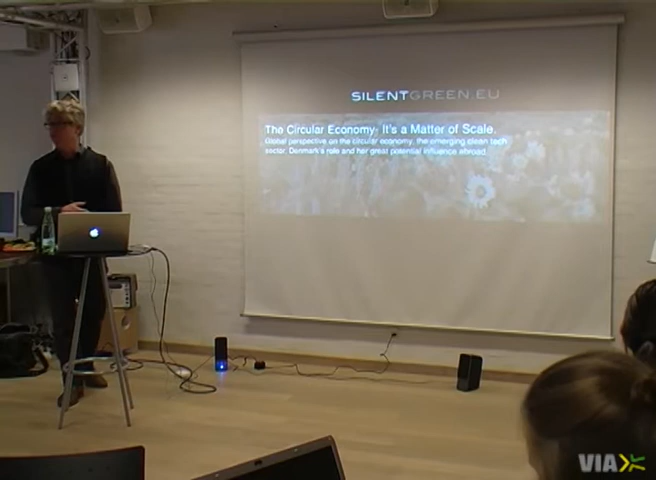 SILENTGREEN.EU
The Circular Economy: It's a Matter of Scale.
Global perspective on the circular economy, the emerging clean tech
sector. Denmark's role and her great potential influence abroad.
VIA